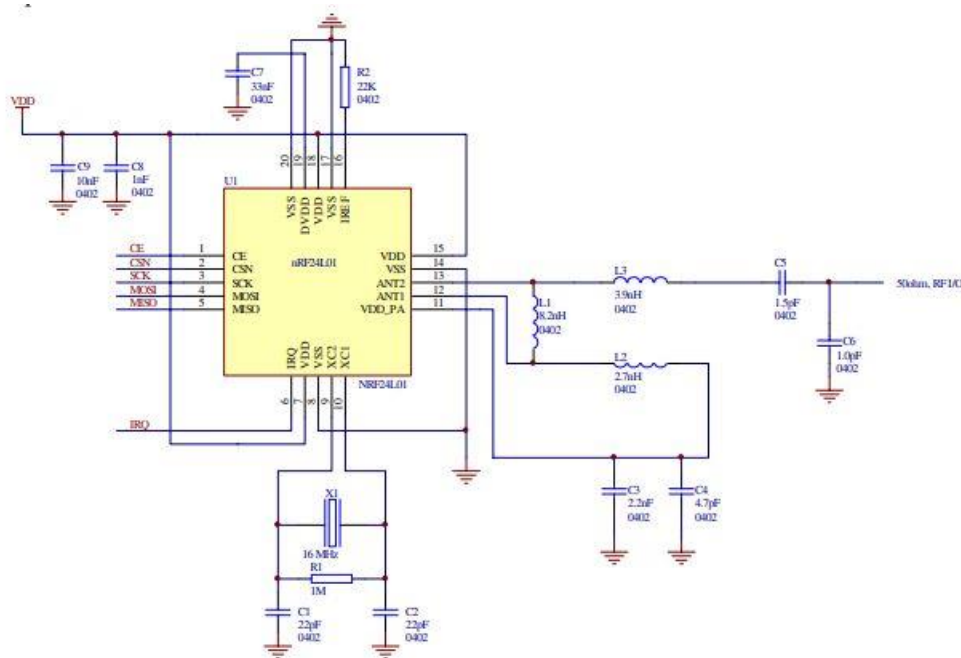 C7
33nF
0402
R2
22K
0402
VDD
C9
10nF
0402
C8
1nF
0402
20
19
18
17
16
U1
VSS
DVDD
VDD
VSS
IREF
nRF24L01
CE
1
CE
CSN
2
CSN
SCK
3
SCK
MOSI
4
MOSI
MISO
5
MISO
VDD
15
VSS
14
ANT2
13
ANT1
12
VDD_PA
11
L3
3.9nH
0402
C5
1.5pF
0402
50ohm, RF I/O
L1
8.2nH
0402
C6
1.0pF
0402
L2
2.7nH
0402
IRQ
VDD
VSS
XC2
XC1
NRF24L01
6
7
8
9
10
IRQ
C3
2.2nF
0402
C4
4.7pF
0402
X1
16 MHz
R1
1M
C1
22pF
0402
C2
22pF
0402